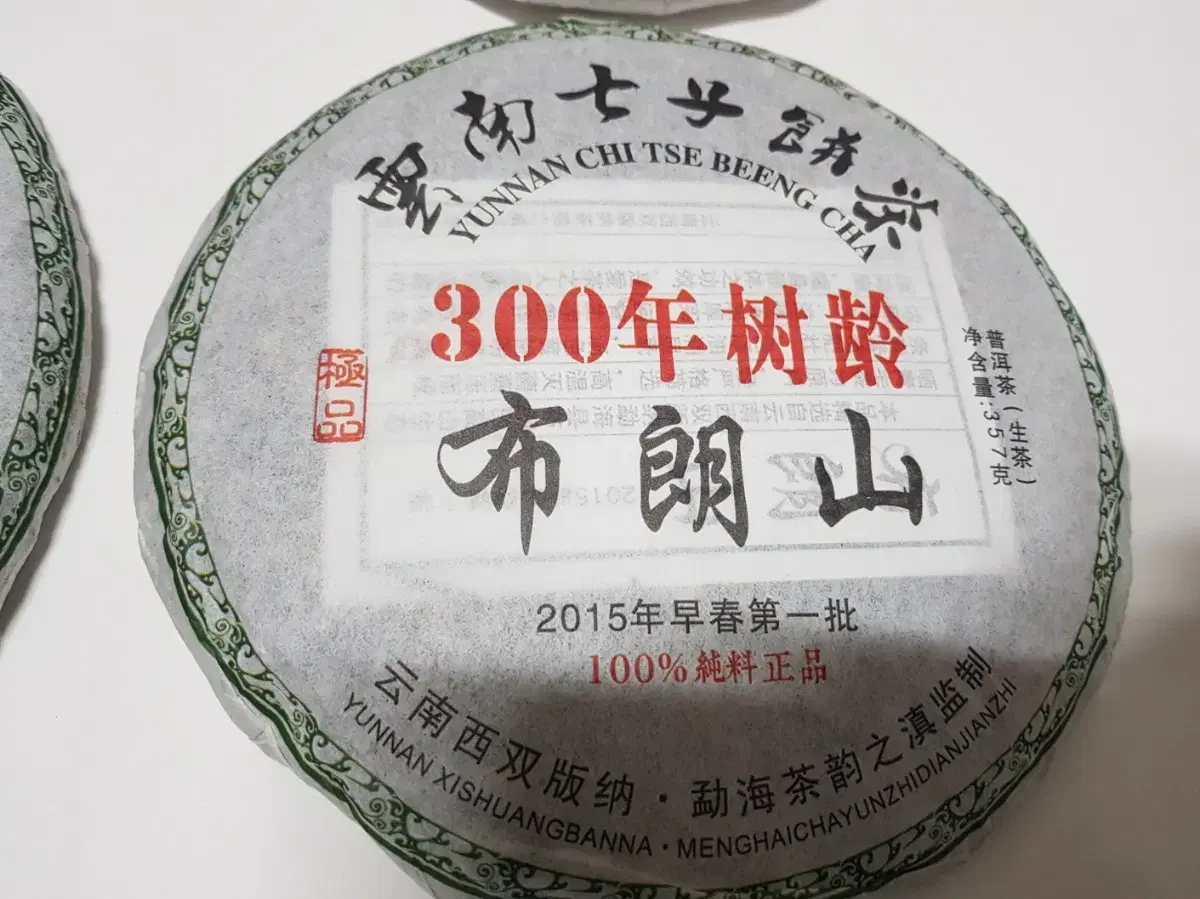 雲南七子餅茶
YUNNAN CHI TSE BEENG CHA
300年树龄
極品
布朗山
普洱茶(生茶)
净含量:357克
2015年早春第一批
100%純料正品
云南西双版纳·勐海茶韵之滇监制
YUNNAN XISHUANGBANNA·MENGHAICHAYUNZHIDIANJIANZHI